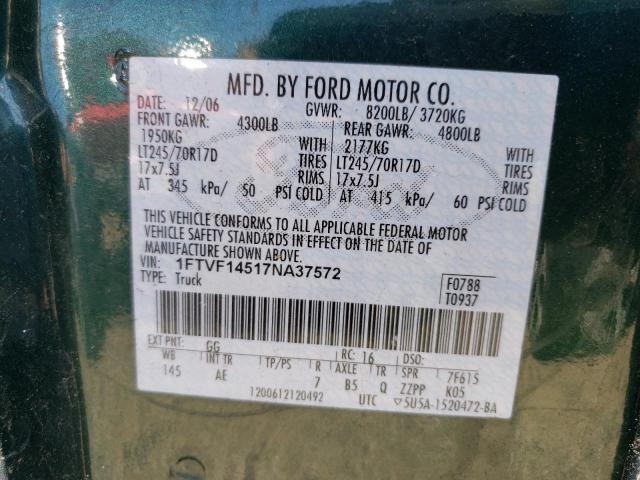 MFD. BY FORD MOTOR CO.
DATE: 12/06 GVWR: 8200LB/ 3720KG
FRONT GAWR: 4300LB REAR GAWR: 4800LB
1950KG WITH 2177KG WITH
LT245/70R17D TIRES LT245/70R17D TIRES
17x7.5J RIMS 17x7.5J RIMS
AT 345 kPa/ 50 PSI COLD AT 415 kPa/ 60 PSI COLD
THIS VEHICLE CONFORMS TO ALL APPLICABLE FEDERAL MOTOR
VEHICLE SAFETY STANDARDS IN EFFECT ON THE DATE OF
MANUFACTURE SHOWN ABOVE.
VIN: 1FTVF14517NA37572
TYPE: Truck
F0788
T0937
EXT PNT: GG RC: 16 DSO:
WB INT TR TP/PS R AXLE TR SPR 7F615
145 AE 7 B5 Q ZZPP K05
1200612120492 UTC ▽5U5A-1520472-BA